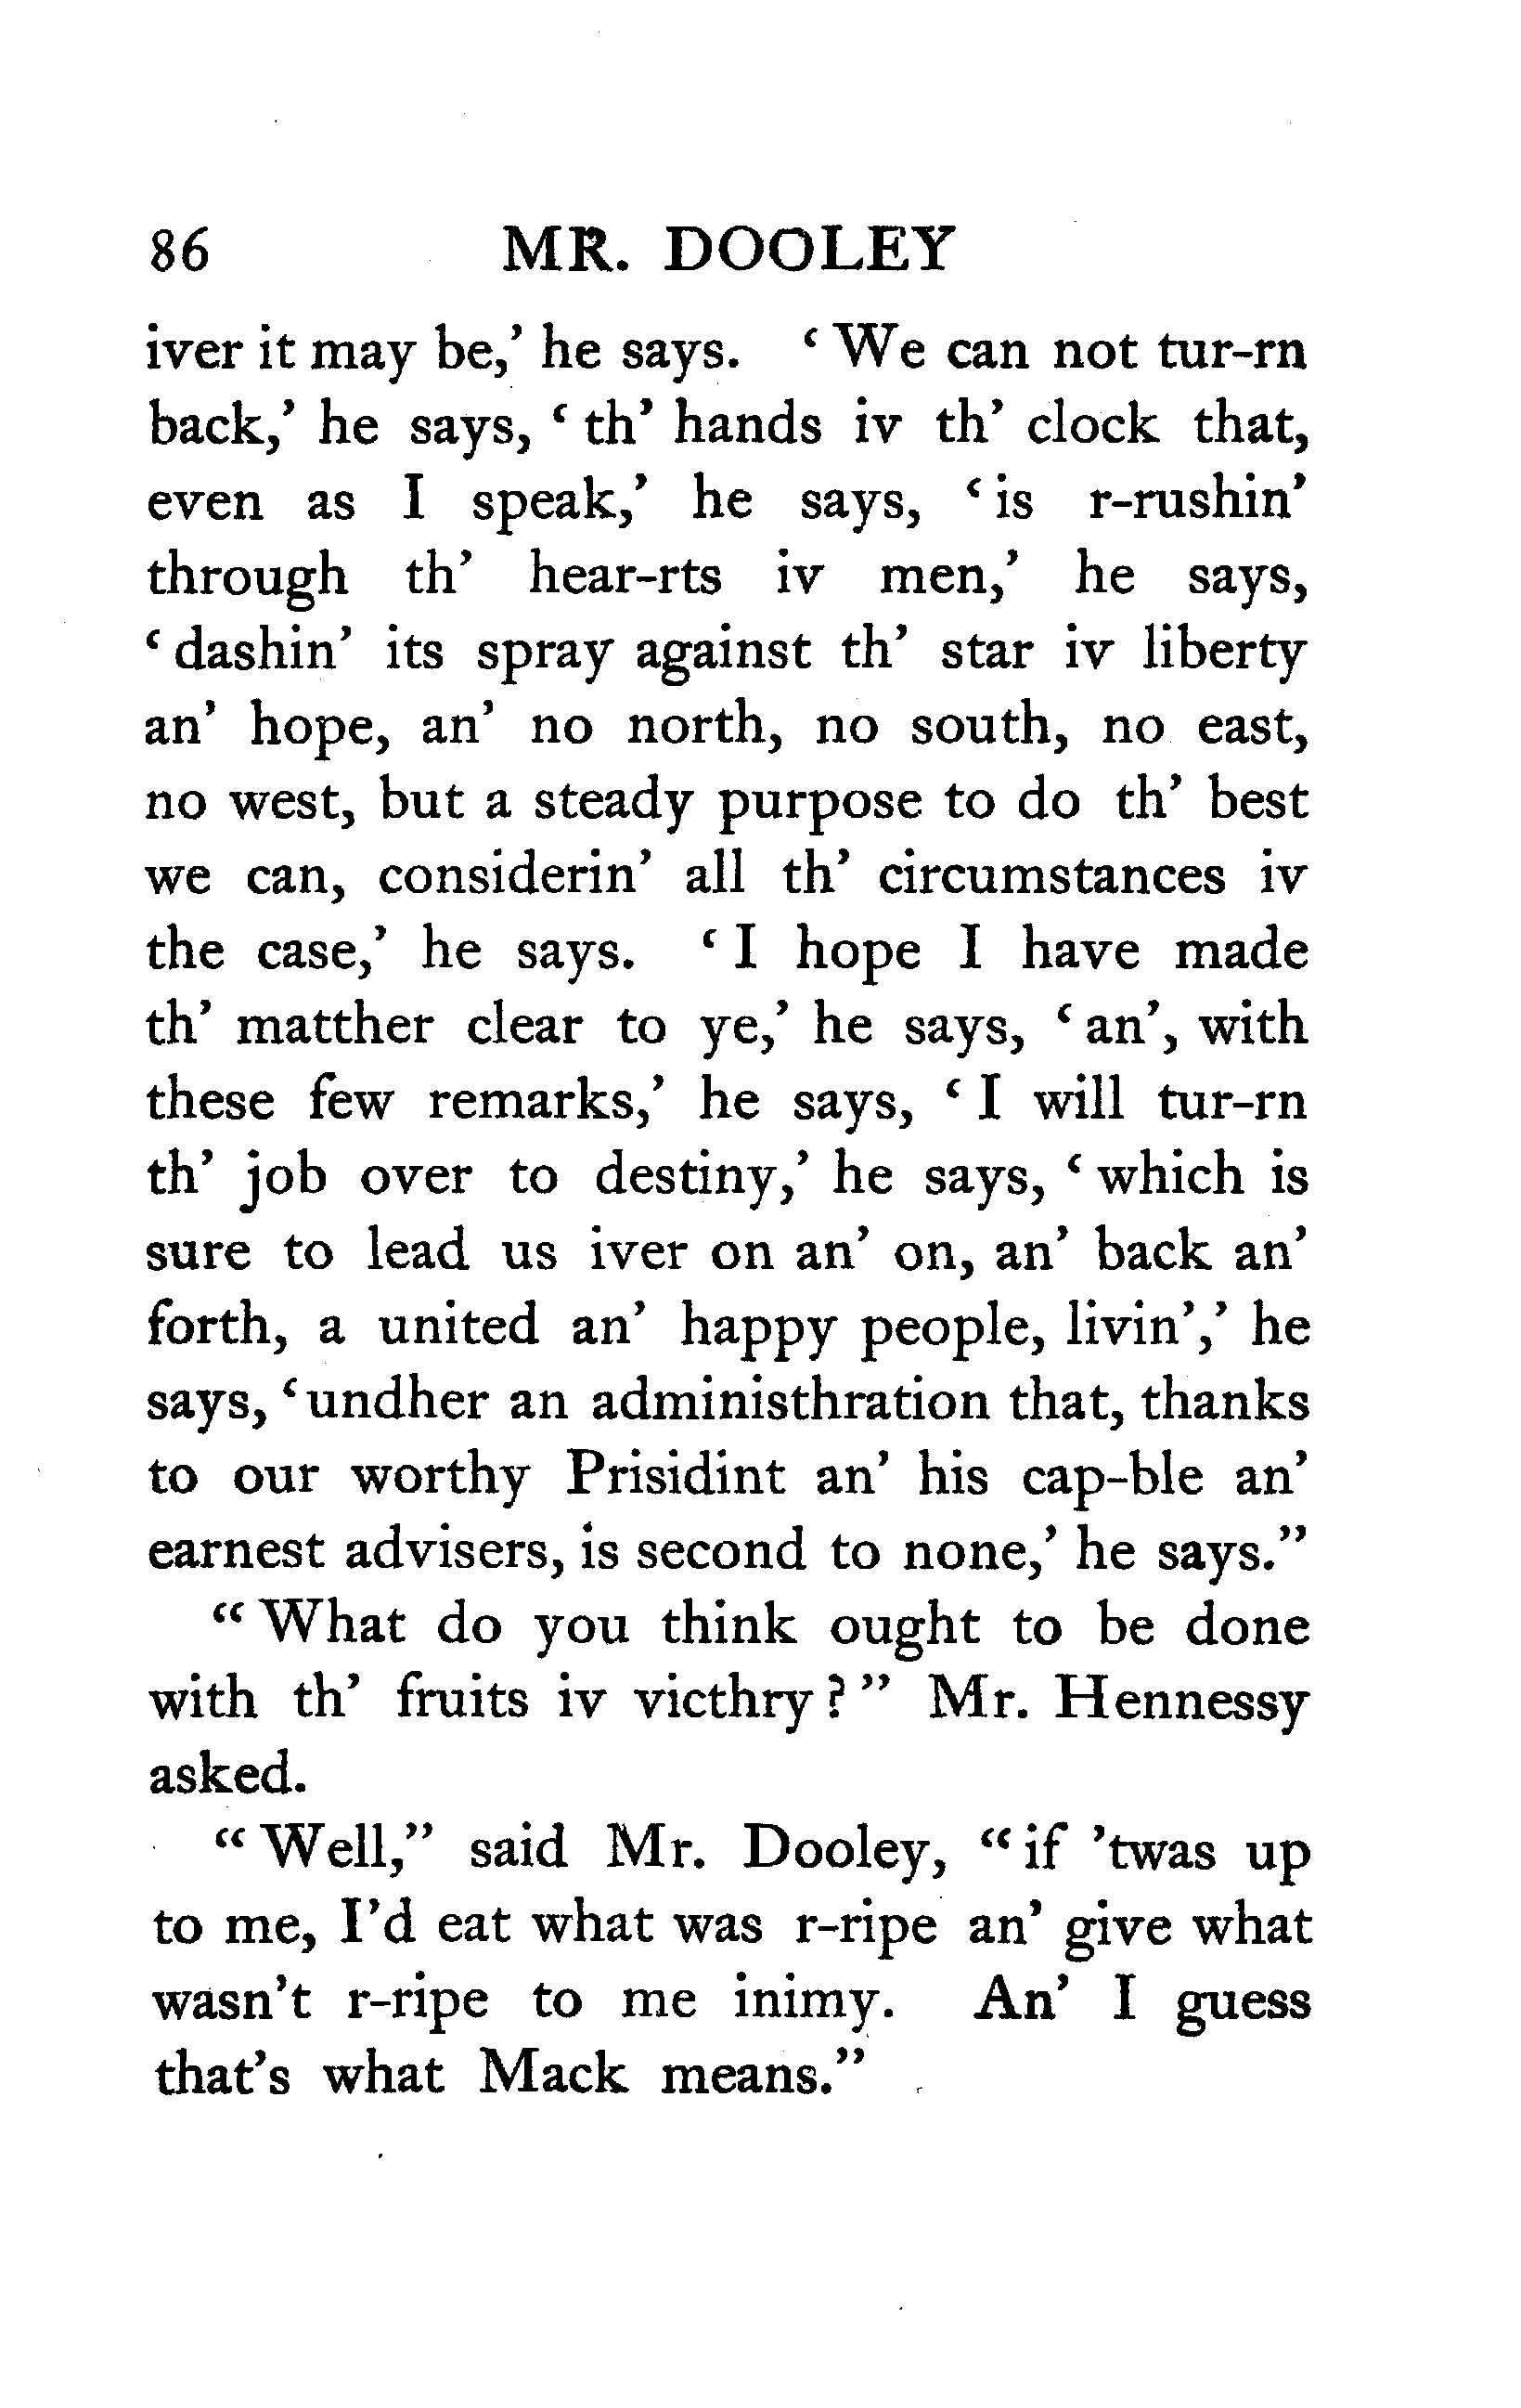 86 MR. DOOLEY
iver it may be,’ he says. ‘ We can not tur-rn
back,’ he says, ‘ th’ hands iv th’ clock that,
even as I speak,’ he says, ‘ is r-rushin’
through th’ hear-rts iv men,’ he says,
‘ dashin’ its spray against th’ star iv liberty
an’ hope, an’ no north, no south, no east,
no west, but a steady purpose to do th’ best
we can, considerin’ all th’ circumstances iv
the case,’ he says. ‘ I hope I have made
th’ matther clear to ye,’ he says, ‘ an’, with
these few remarks,’ he says, ‘ I will tur-rn
th’ job over to destiny,’ he says, ‘ which is
sure to lead us iver on an’ on, an’ back an’
forth, a united an’ happy people, livin’,’ he
says, ‘ undher an administhration that, thanks
to our worthy Prisidint an’ his cap-ble an’
earnest advisers, is second to none,’ he says.”
“ What do you think ought to be done
with th’ fruits iv victhry ? ” Mr. Hennessy
asked.
“ Well,” said Mr. Dooley, “ if ’twas up
to me, I’d eat what was r-ripe an’ give what
wasn’t r-ripe to me inimy. An’ I guess
that’s what Mack means.”